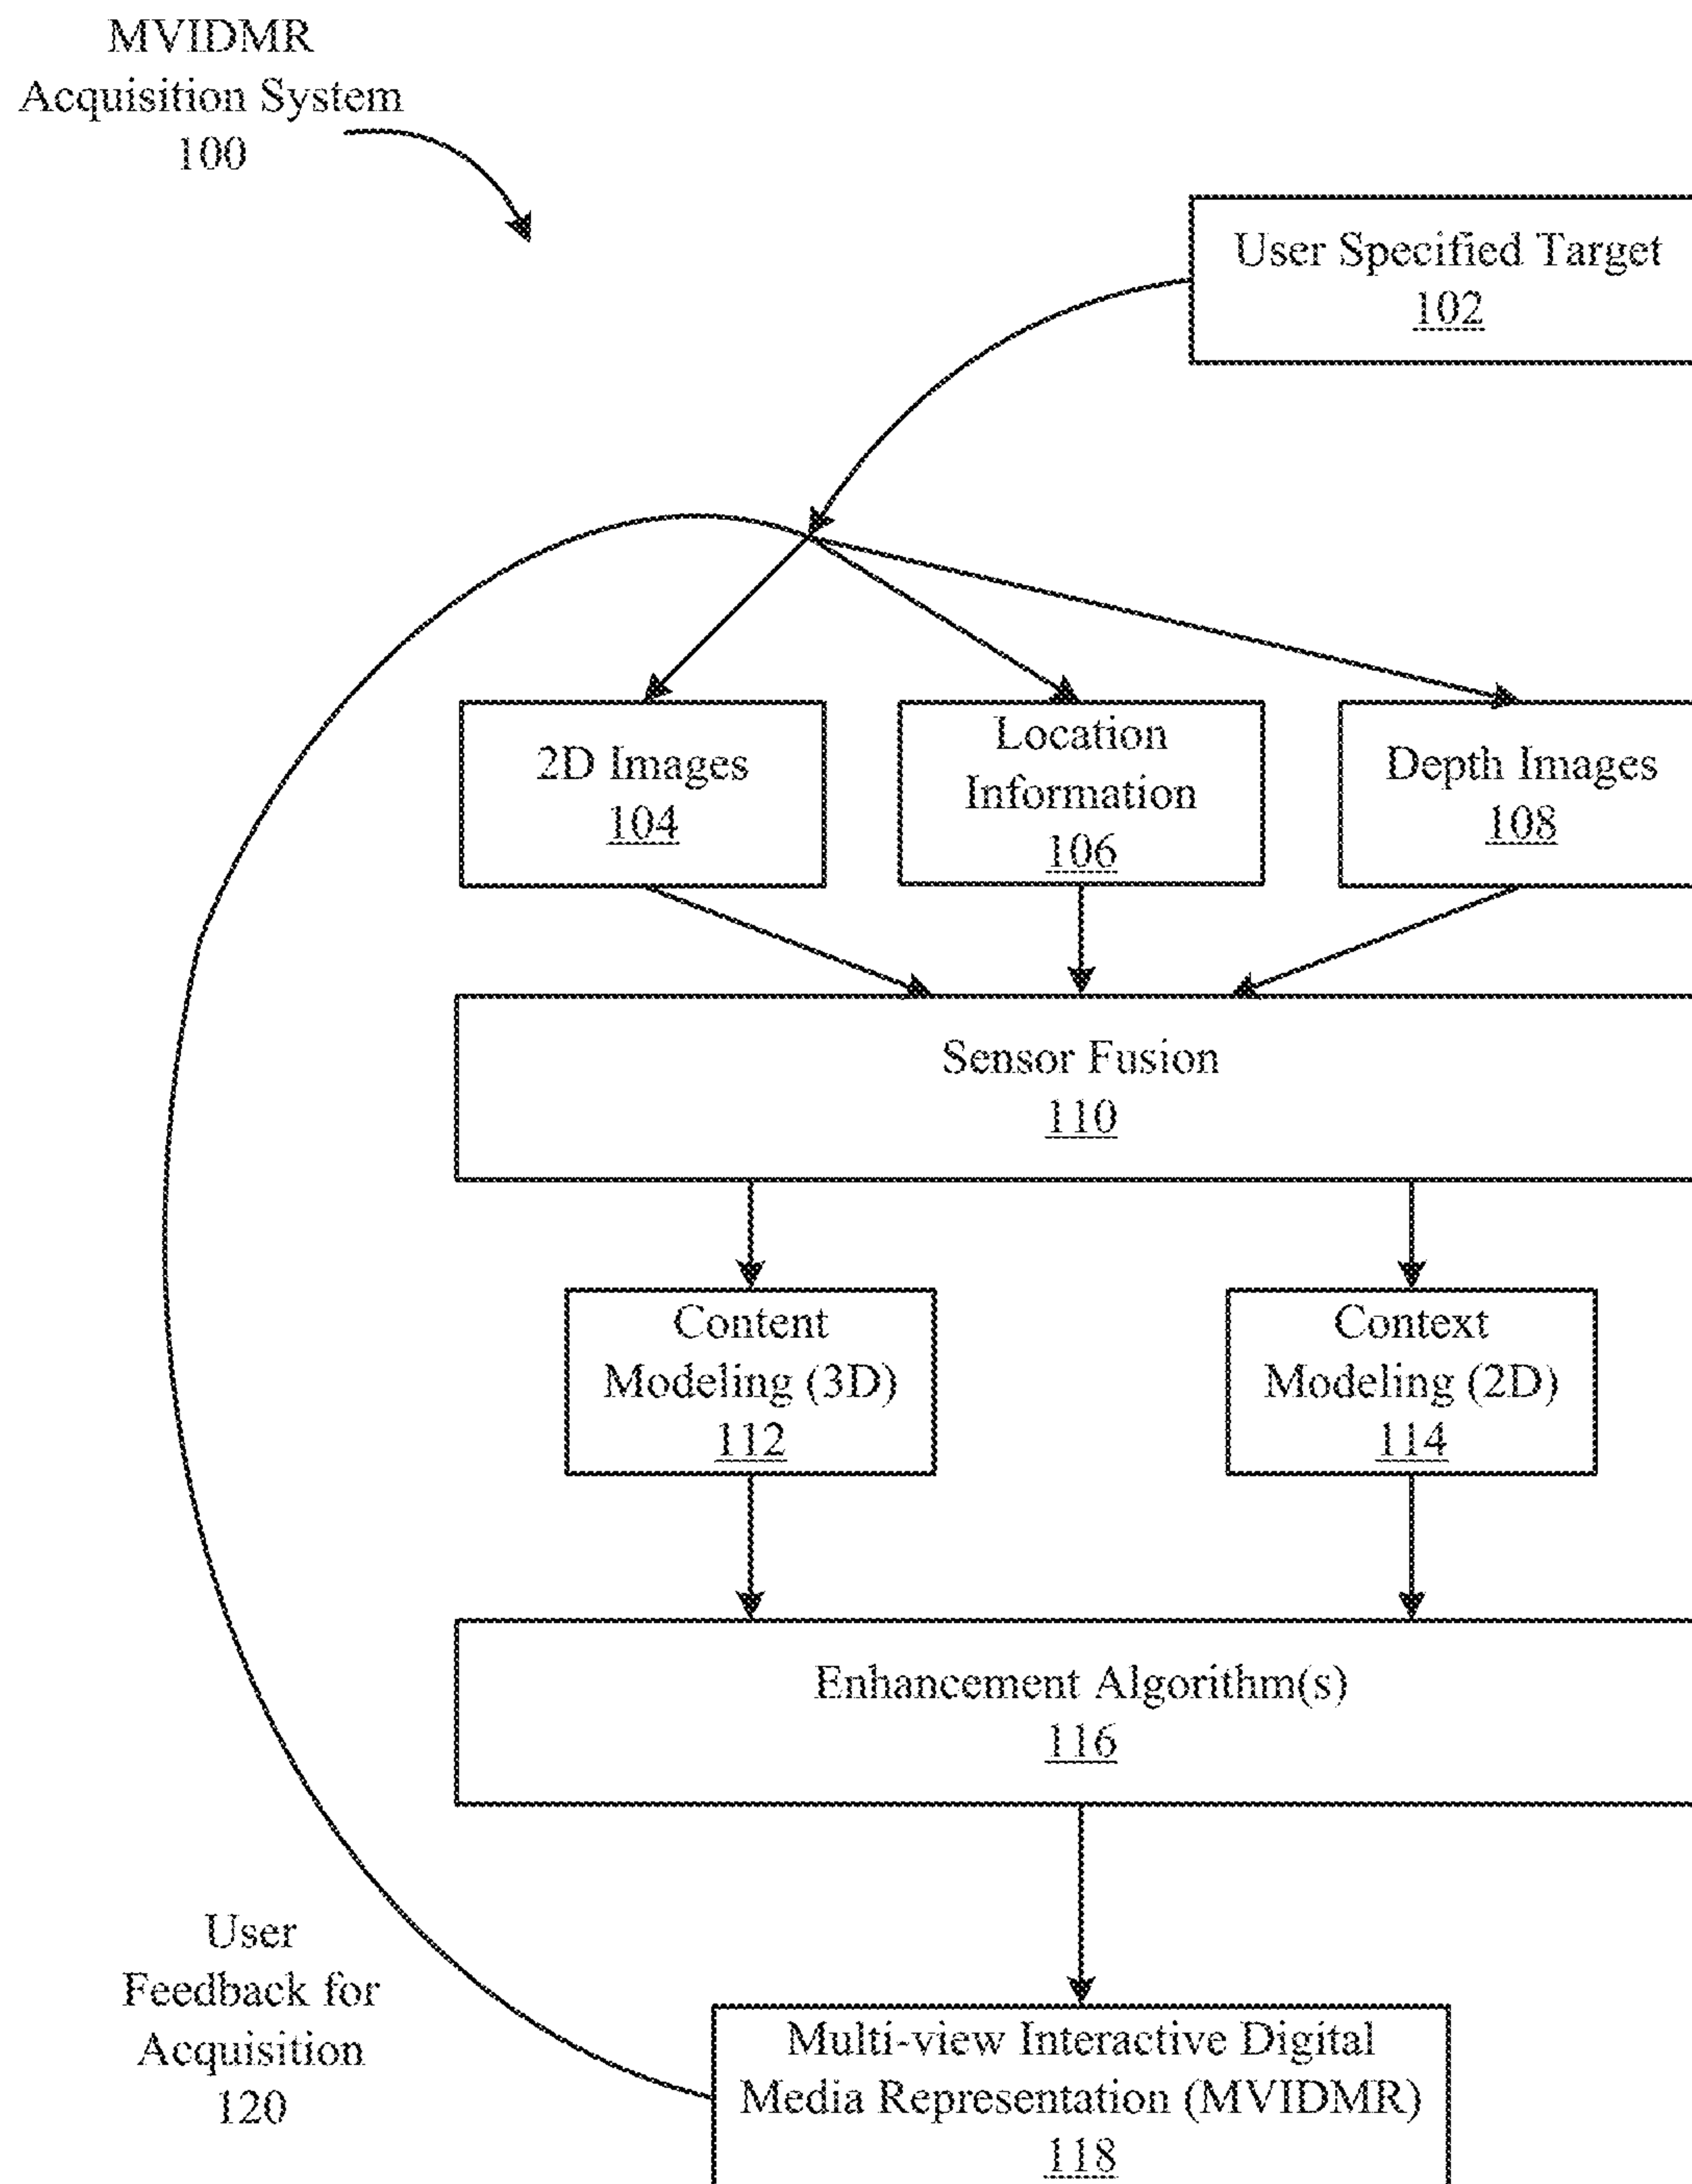 MVIDMR
Acquisition System
100
User Specified Target
102
2D Images
104
Location
Information
106
Depth Images
108
Sensor Fusion
110
Content
Modeling (3D)
112
Context
Modeling (2D)
114
Enhancement Algorithm(s)
116
User
Feedback for
Acquisition
120
Multi-view Interactive Digital
Media Representation (MVIDMR)
118